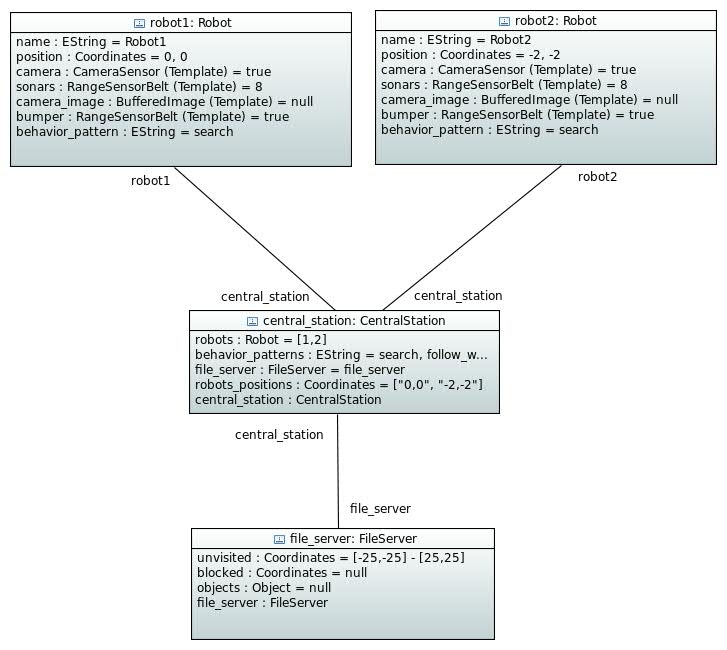 robot1: Robot
name : EString = Robot1
position : Coordinates = 0, 0
camera : CameraSensor (Template) = true
sonars : RangeSensorBelt (Template) = 8
camera_image : BufferedImage (Template) = null
bumper : RangeSensorBelt (Template) = true
behavior_pattern : EString = search
robot2: Robot
name : EString = Robot2
position : Coordinates = -2, -2
camera : CameraSensor (Template) = true
sonars : RangeSensorBelt (Template) = 8
camera_image : BufferedImage (Template) = null
bumper : RangeSensorBelt (Template) = true
behavior_pattern : EString = search
robot1
robot2
central_station
central_station
central_station: CentralStation
robots : Robot = [1,2]
behavior_patterns : EString = search, follow_w...
file_server : FileServer = file_server
robots_positions : Coordinates = ["0,0", "-2,-2"]
central_station : CentralStation
central_station
file_server
file_server: FileServer
unvisited : Coordinates = [-25,-25] - [25,25]
blocked : Coordinates = null
objects : Object = null
file_server : FileServer